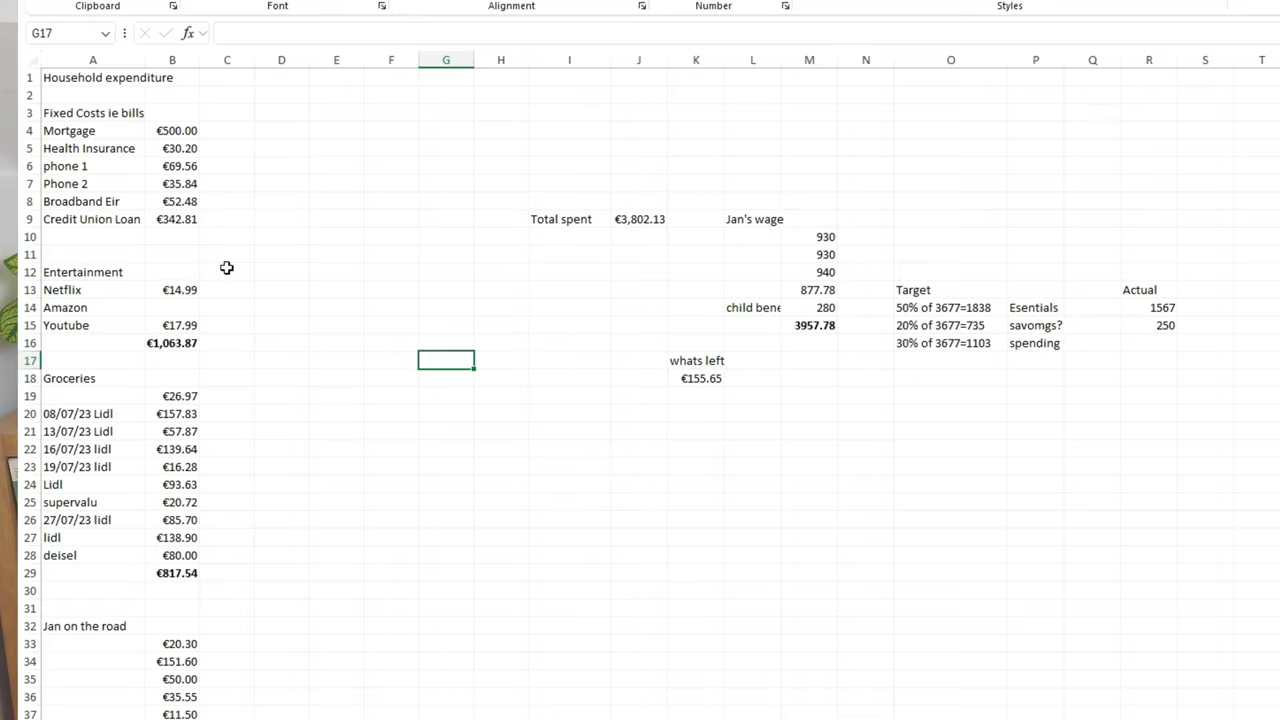 Clipboard Font Alignment Number Styles
G17 fx
A B C D E F G H I J K L M N O P Q R S T
1 Household expenditure
2
3 Fixed Costs ie bills
4 Mortgage €500.00
5 Health Insurance €30.20
6 phone 1 €69.56
7 Phone 2 €35.84
8 Broadband Eir €52.48
9 Credit Union Loan €342.81 Total spent €3,802.13 Jan's wage
10 930
11 930
12 Entertainment 940
13 Netflix €14.99 877.78 Target Actual
14 Amazon child bene 280 50% of 3677=1838 Esentials 1567
15 Youtube €17.99 3957.78 20% of 3677=735 savomgs? 250
16 €1,063.87 30% of 3677=1103 spending
17 whats left
18 Groceries €155.65
19 €26.97
20 08/07/23 Lidl €157.83
21 13/07/23 Lidl €57.87
22 16/07/23 lidl €139.64
23 19/07/23 lidl €16.28
24 Lidl €93.63
25 supervalu €20.72
26 27/07/23 lidl €85.70
27 lidl €138.90
28 deisel €80.00
29 €817.54
30
31
32 Jan on the road
33 €20.30
34 €151.60
35 €50.00
36 €35.55
37 €11.50